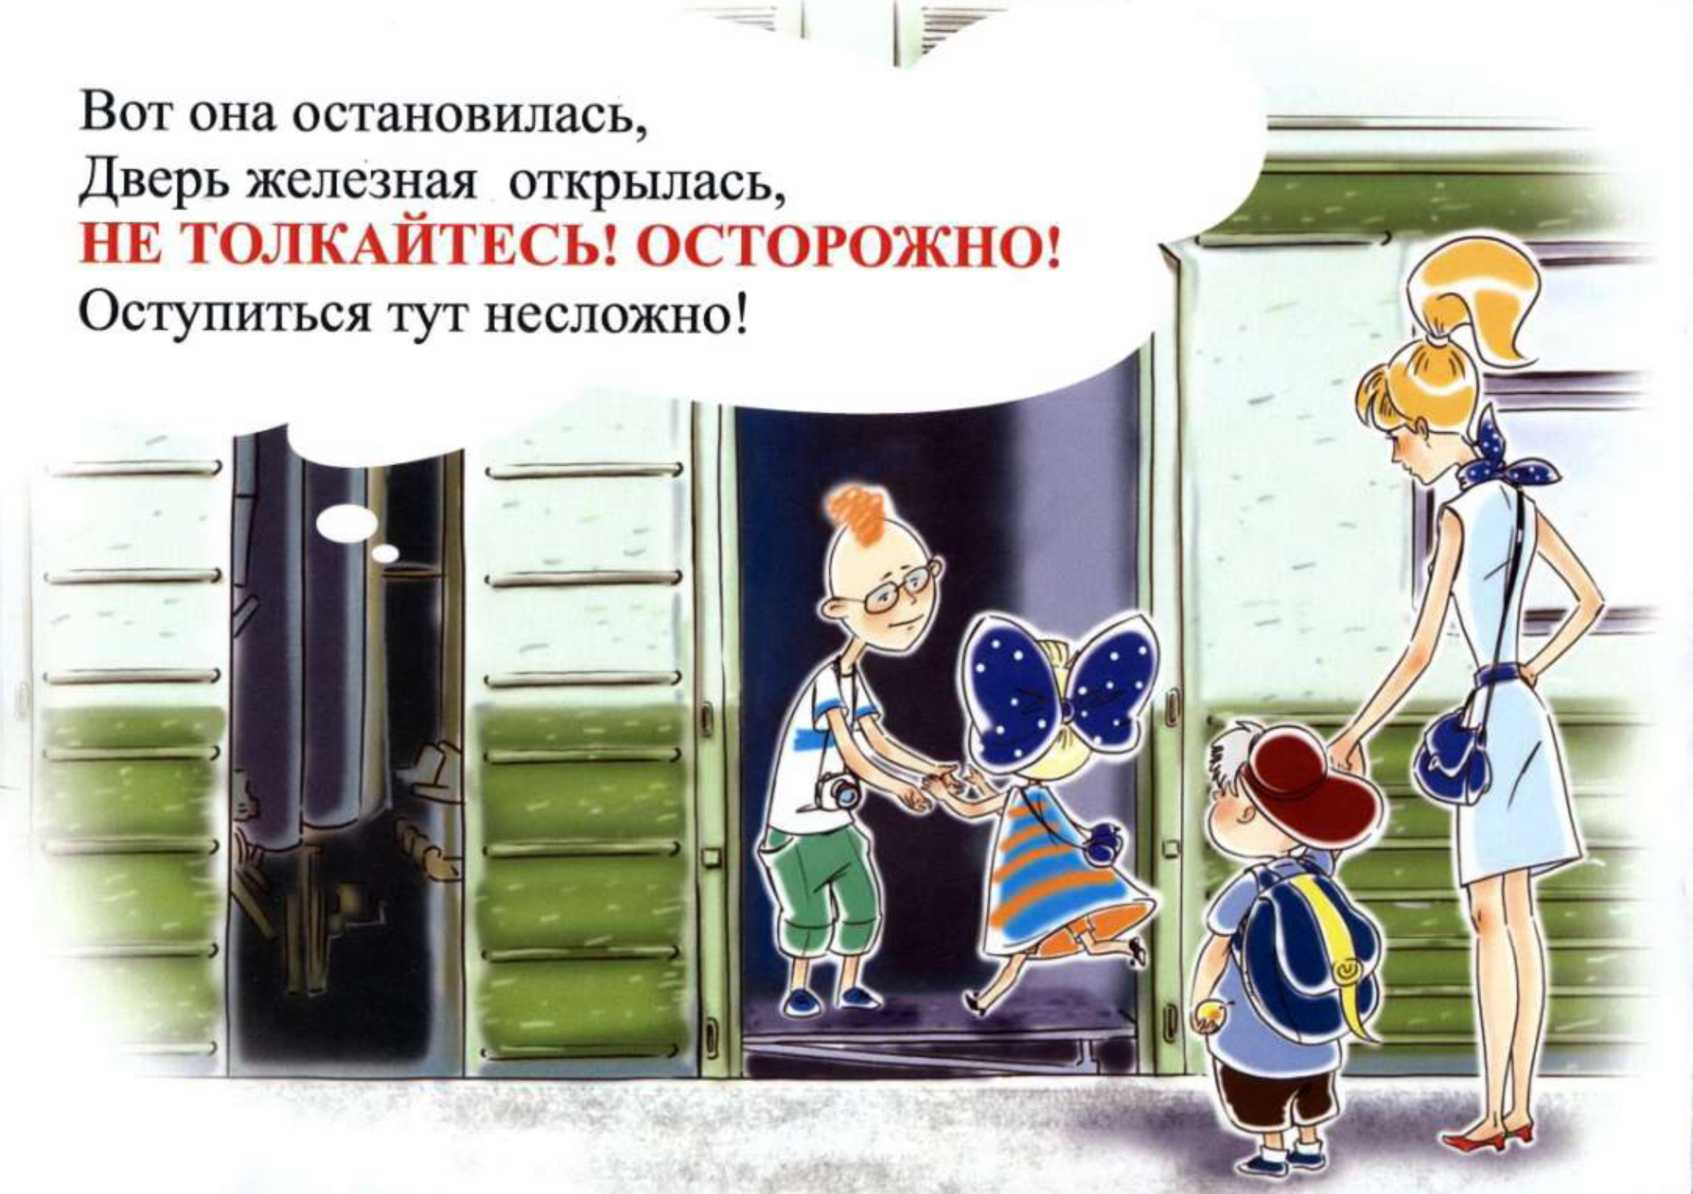 Вот она остановилась,
Дверь железная открылась,
НЕ ТОЛКАЙТЕСЬ! ОСТОРОЖНО!
Оступиться тут несложно!